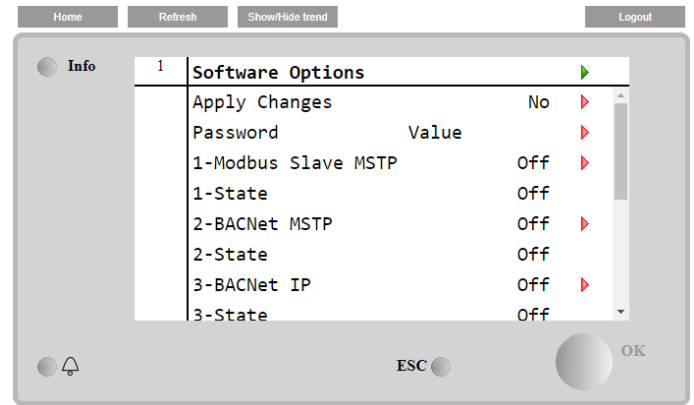 Home Refresh Show/Hide trend Logout
Info
1 Software Options
Apply Changes No
Password Value
1-Modbus Slave MSTP Off
1-State Off
2-BACNet MSTP Off
2-State Off
3-BACNet IP Off
3-State Off
ESC OK